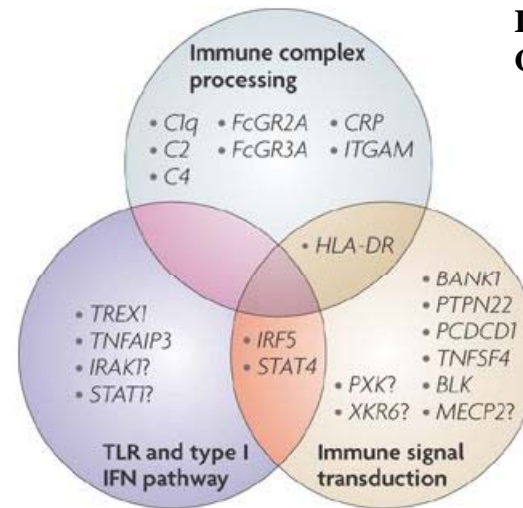 Immune complex
processing
• C1q • FcGR2A • CRP
• C2 • FcGR3A • ITGAM
• C4
• HLA-DR
• TREX1
• TNFAIP3
• IRAK1?
• STAT1?
• IRF5
• STAT4
• BANK1
• PTPN22
• PCDCD1
• TNFSF4
• PXK? • BLK
• XKR6? • MECP2?
TLR and type I
IFN pathway
Immune signal
transduction